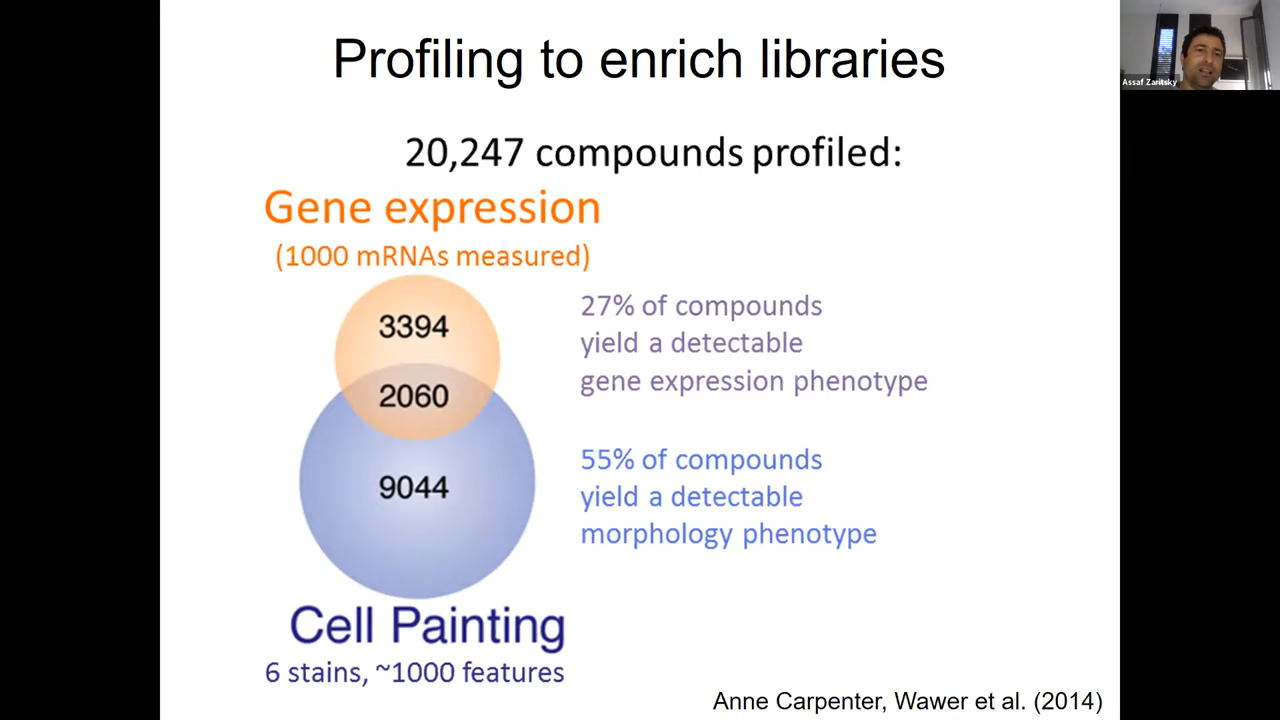 Profiling to enrich libraries
Assaf Zaritsky
20,247 compounds profiled:
Gene expression
(1000 mRNAs measured)
3394
2060
9044
27% of compounds
yield a detectable
gene expression phenotype
55% of compounds
yield a detectable
morphology phenotype
Cell Painting
6 stains, ~1000 features
Anne Carpenter, Wawer et al. (2014)